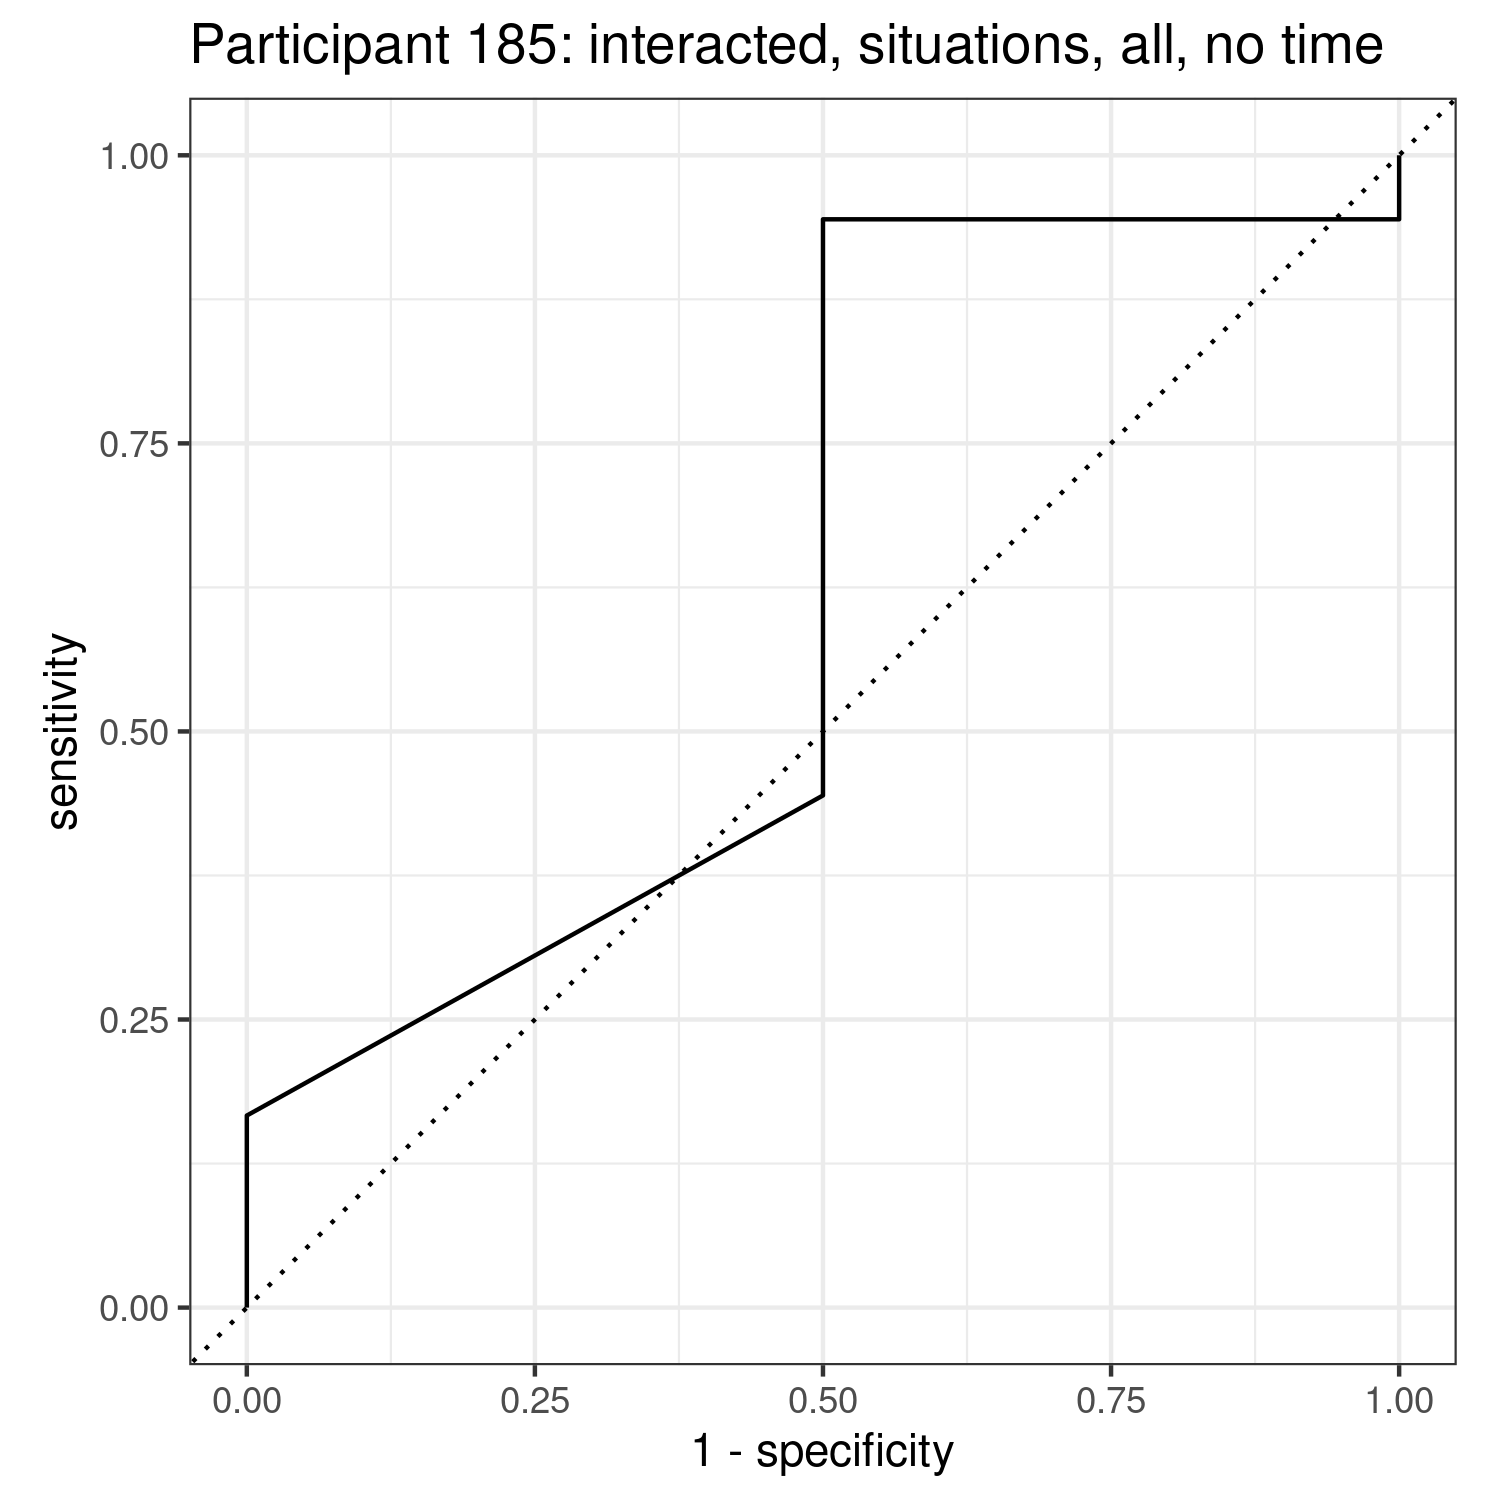 Participant 185: interacted, situations, all, no time
1.00
0.75
0.50
0.25
0.00
sensitivity
0.00 0.25 0.50 0.75 1.00
1 - specificity